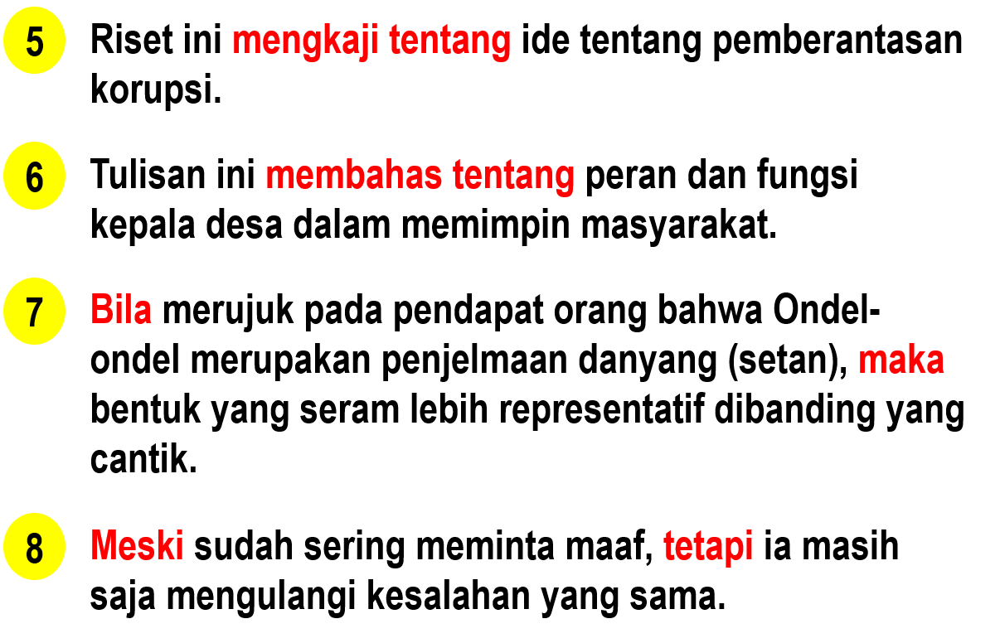 5 Riset ini mengkaji tentang ide tentang pemberantasan
korupsi.
6 Tulisan ini membahas tentang peran dan fungsi
kepala desa dalam memimpin masyarakat.
7 Bila merujuk pada pendapat orang bahwa Ondel-
ondel merupakan penjelmaan danyang (setan), maka
bentuk yang seram lebih representatif dibanding yang
cantik.
8 Meski sudah sering meminta maaf, tetapi ia masih
saja mengulangi kesalahan yang sama.